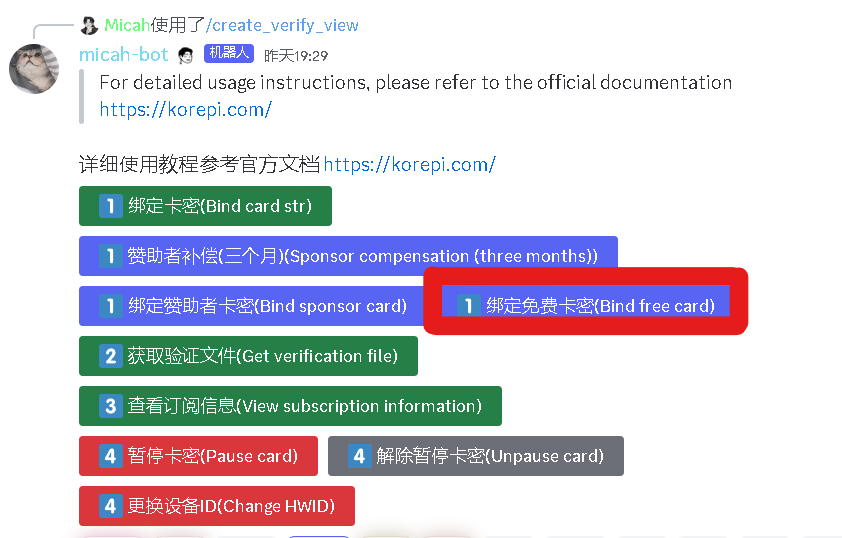 Micah使用了/create_verify_view
micah-bot 机器人 昨天19:29
For detailed usage instructions, please refer to the official documentation
https://korepi.com/
详细使用教程参考官方文档https://korepi.com/
1 绑定卡密(Bind card str)
1 赞助者补偿(三个月)(Sponsor compensation (three months))
1 绑定赞助者卡密(Bind sponsor card) 1 绑定免费卡密(Bind free card)
2 获取验证文件(Get verification file)
3 查看订阅信息(View subscription information)
4 暂停卡密(Pause card) 4 解除暂停卡密(Unpause card)
4 更换设备ID(Change HWID)